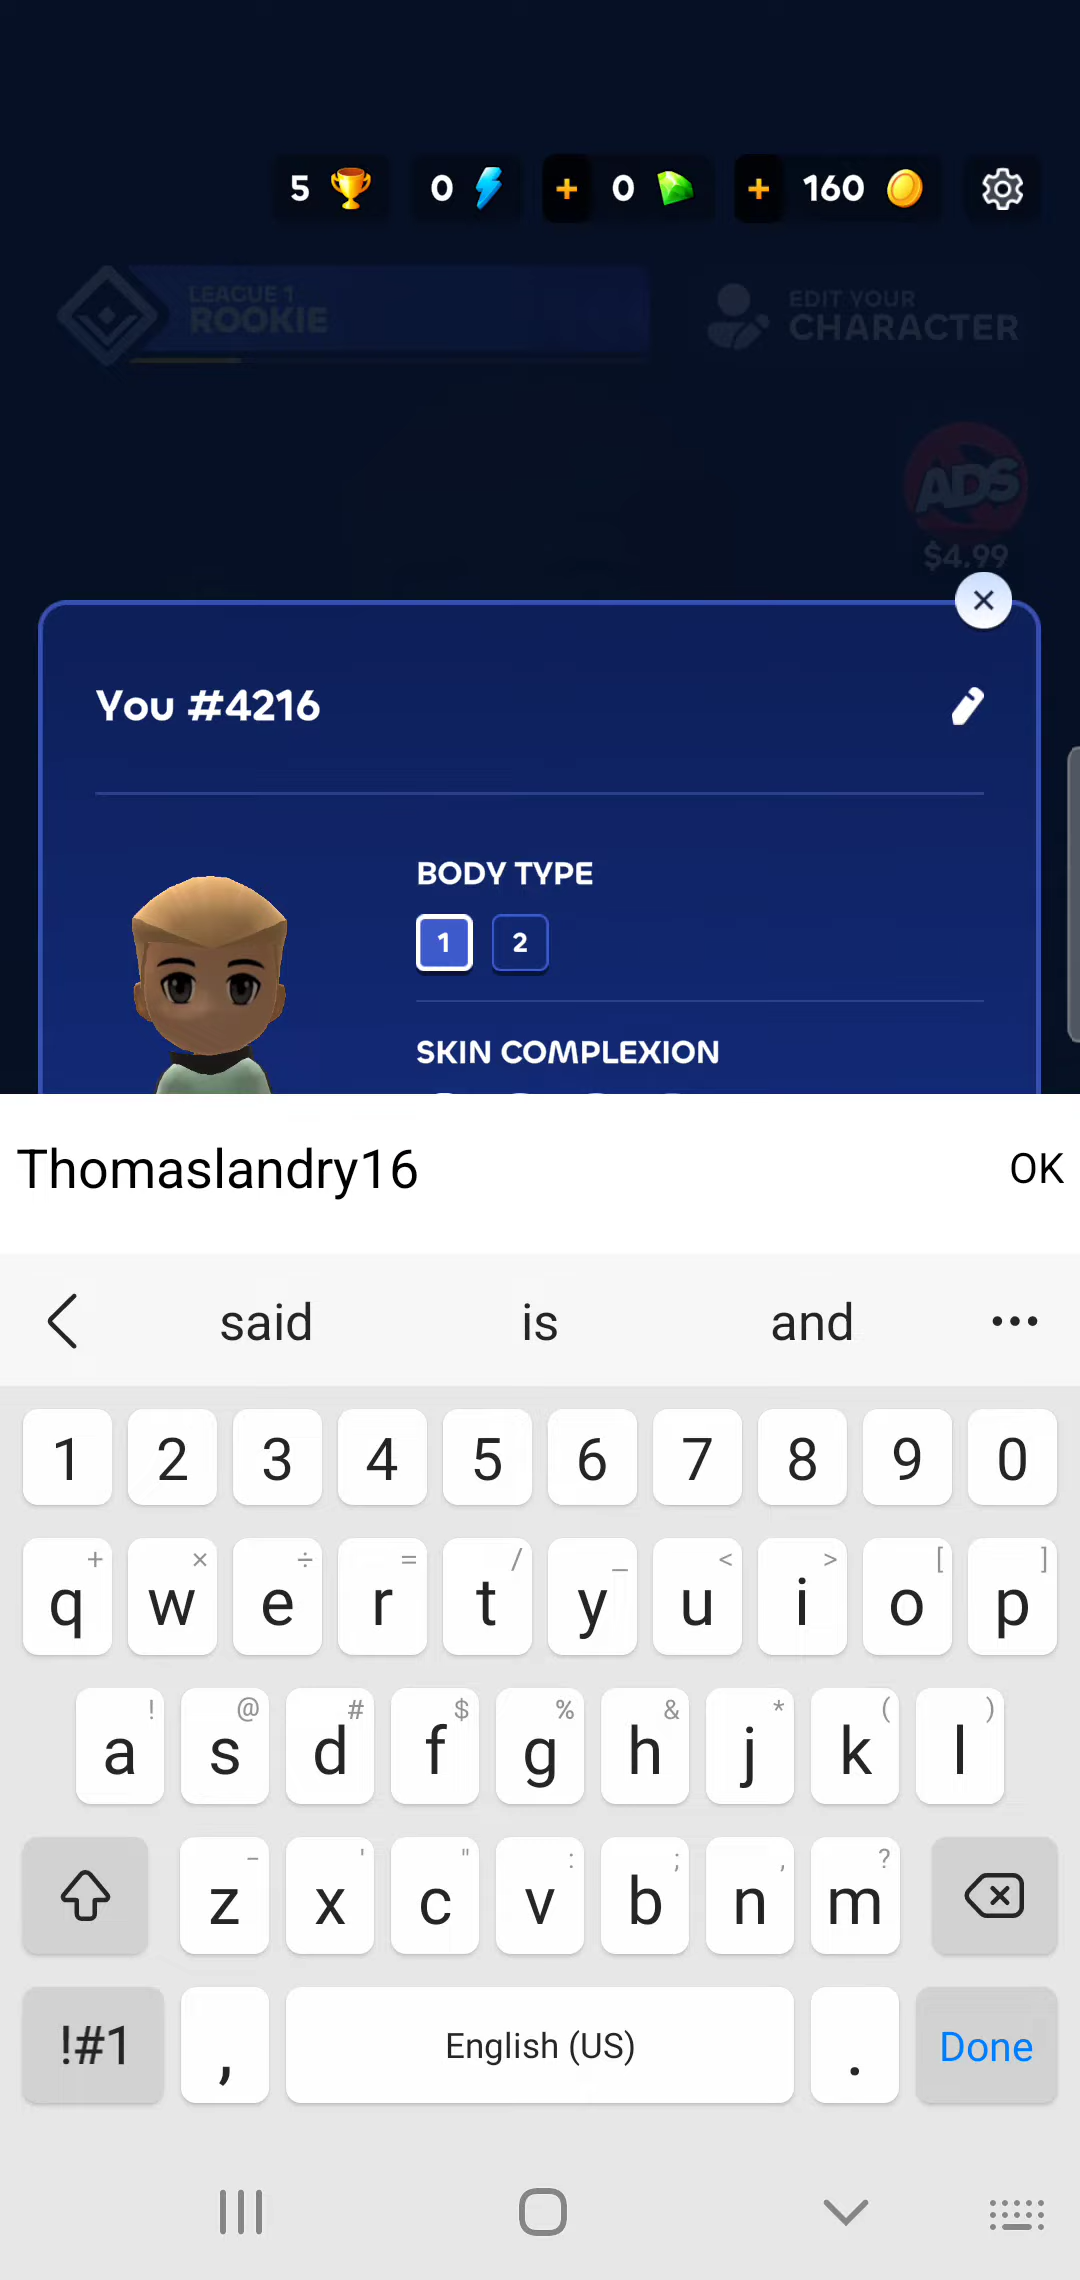 5 0 + 0 + 160
LEAGUE 1
ROOKIE
EDIT YOUR
CHARACTER
ADS
$4.99
You #4216
BODY TYPE
1 2
SKIN COMPLEXION
Thomaslandry16 OK
said is and
1 2 3 4 5 6 7 8 9 0
+ × ÷ = / _ < > [ ]
q w e r t y u i o p
! @ # $ % & * ( )
a s d f g h j k l
- ' " : ; , ?
z x c v b n m
!#1 , English (US) . Done